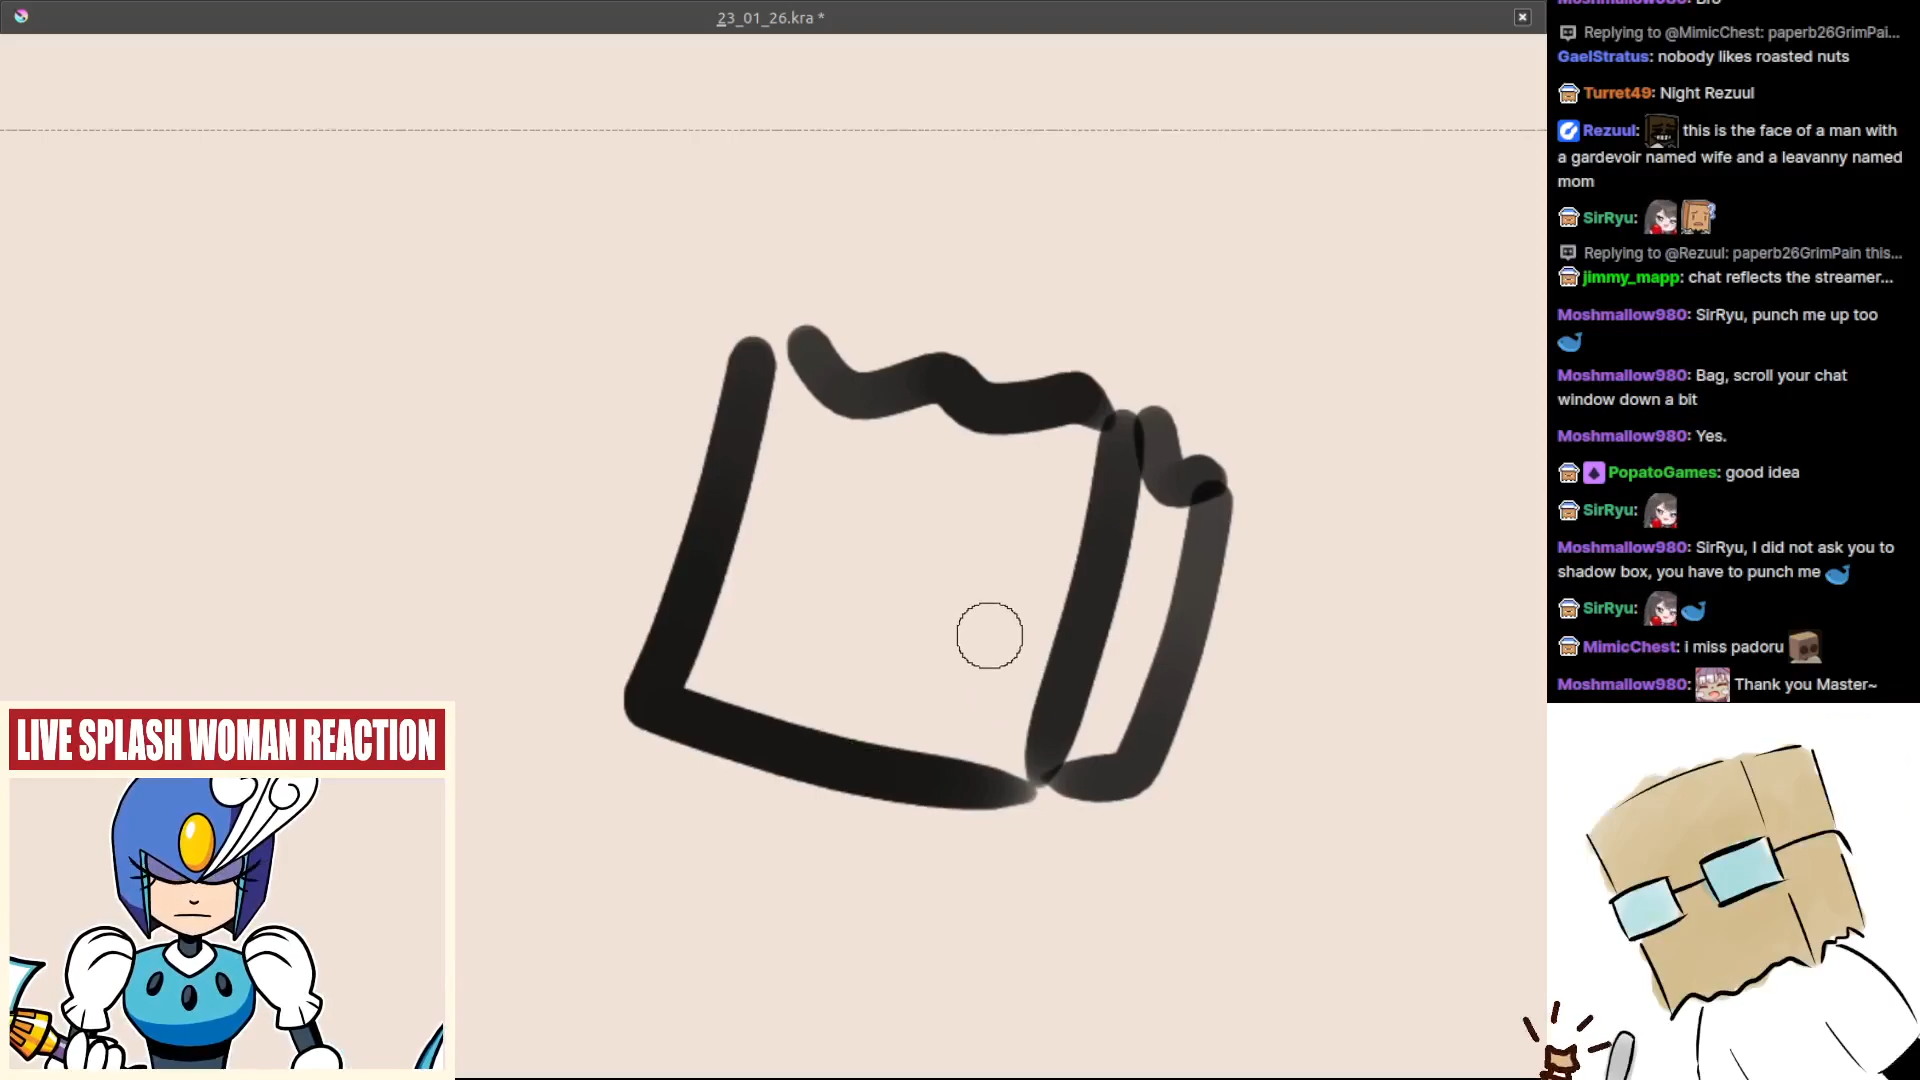 23_01_26.kra *
Moshmallow980: Bro
Replying to @MimicChest: paperb26GrimPai...
GaelStratus: nobody likes roasted nuts
Turret49: Night Rezuul
Rezuul: this is the face of a man with
a gardevoir named wife and a leavanny named
mom
SirRyu:
Replying to @Rezuul: paperb26GrimPain this...
jimmy_mapp: chat reflects the streamer...
Moshmallow980: SirRyu, punch me up too
Moshmallow980: Bag, scroll your chat
window down a bit
Moshmallow980: Yes.
PopatoGames: good idea
SirRyu:
Moshmallow980: SirRyu, I did not ask you to
shadow box, you have to punch me
SirRyu:
MimicChest: i miss padoru
Moshmallow980: Thank you Master~
LIVE SPLASH WOMAN REACTION